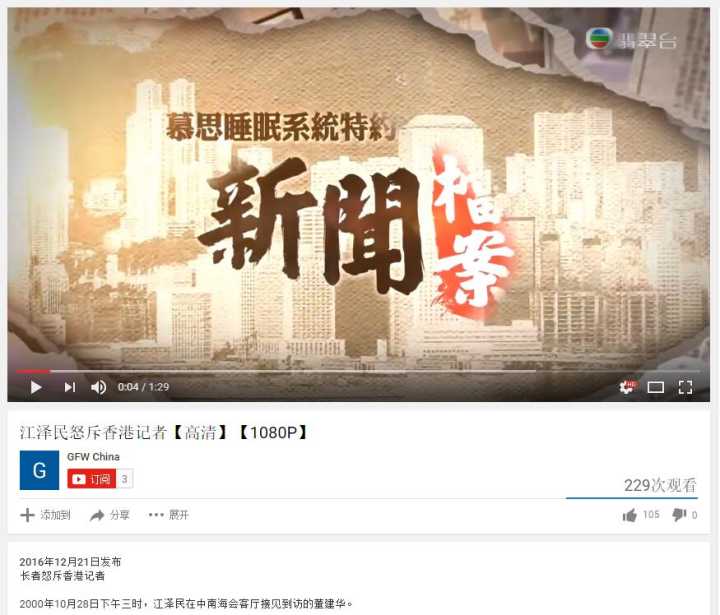 翡翠台
慕思睡眠系統特約
新聞
檔案
0:04 / 1:29
HD
江泽民怒斥香港记者【高清】【1080P】
G
GFW China
订阅 3
229次观看
添加到 分享 展开
105 0
2016年12月21日发布
长者怒斥香港记者
2000年10月28日下午三时，江泽民在中南海会客厅接见到访的董建华。